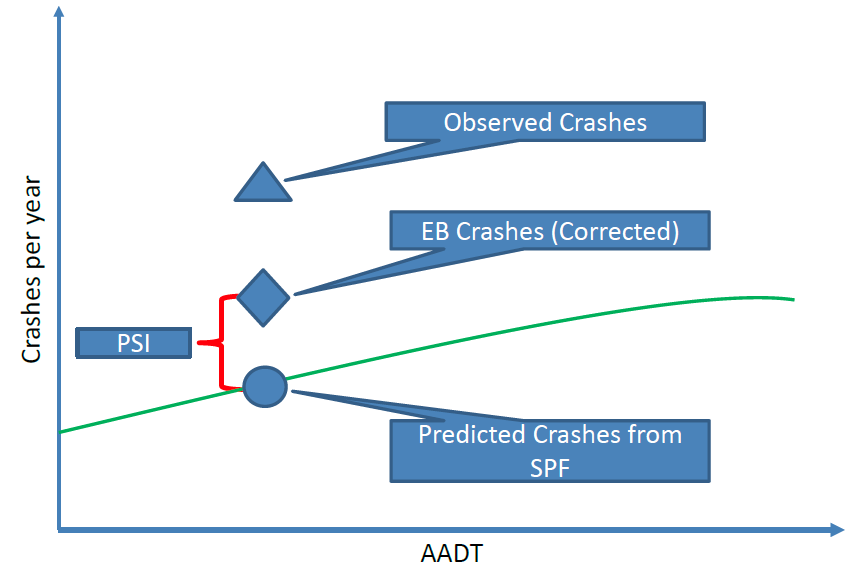 Observed Crashes
EB Crashes (Corrected)
PSI
Predicted Crashes from
SPF
Crashes per year
AADT